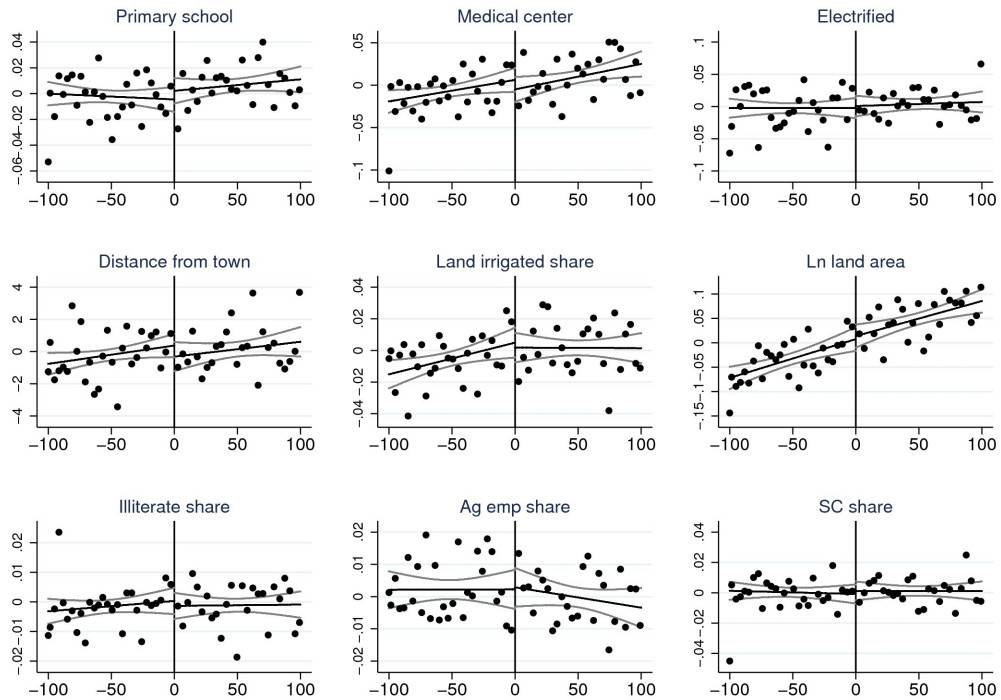 Primary school
−.06 −.04 −.02 0 .02 .04
−100 −50 0 50 100
Medical center
−.1 −.05 0 .05
−100 −50 0 50 100
Electrified
−.1 −.05 0 .05 .1
−100 −50 0 50 100
Distance from town
−4 −2 0 2 4
−100 −50 0 50 100
Land irrigated share
−.04 −.02 0 .02 .04
−100 −50 0 50 100
Ln land area
−.15 −.1 −.05 0 .05 .1
−100 −50 0 50 100
Illiterate share
−.02 −.01 0 .01 .02
−100 −50 0 50 100
Ag emp share
−.02 −.01 0 .01 .02
−100 −50 0 50 100
SC share
−.04 −.02 0 .02 .04
−100 −50 0 50 100